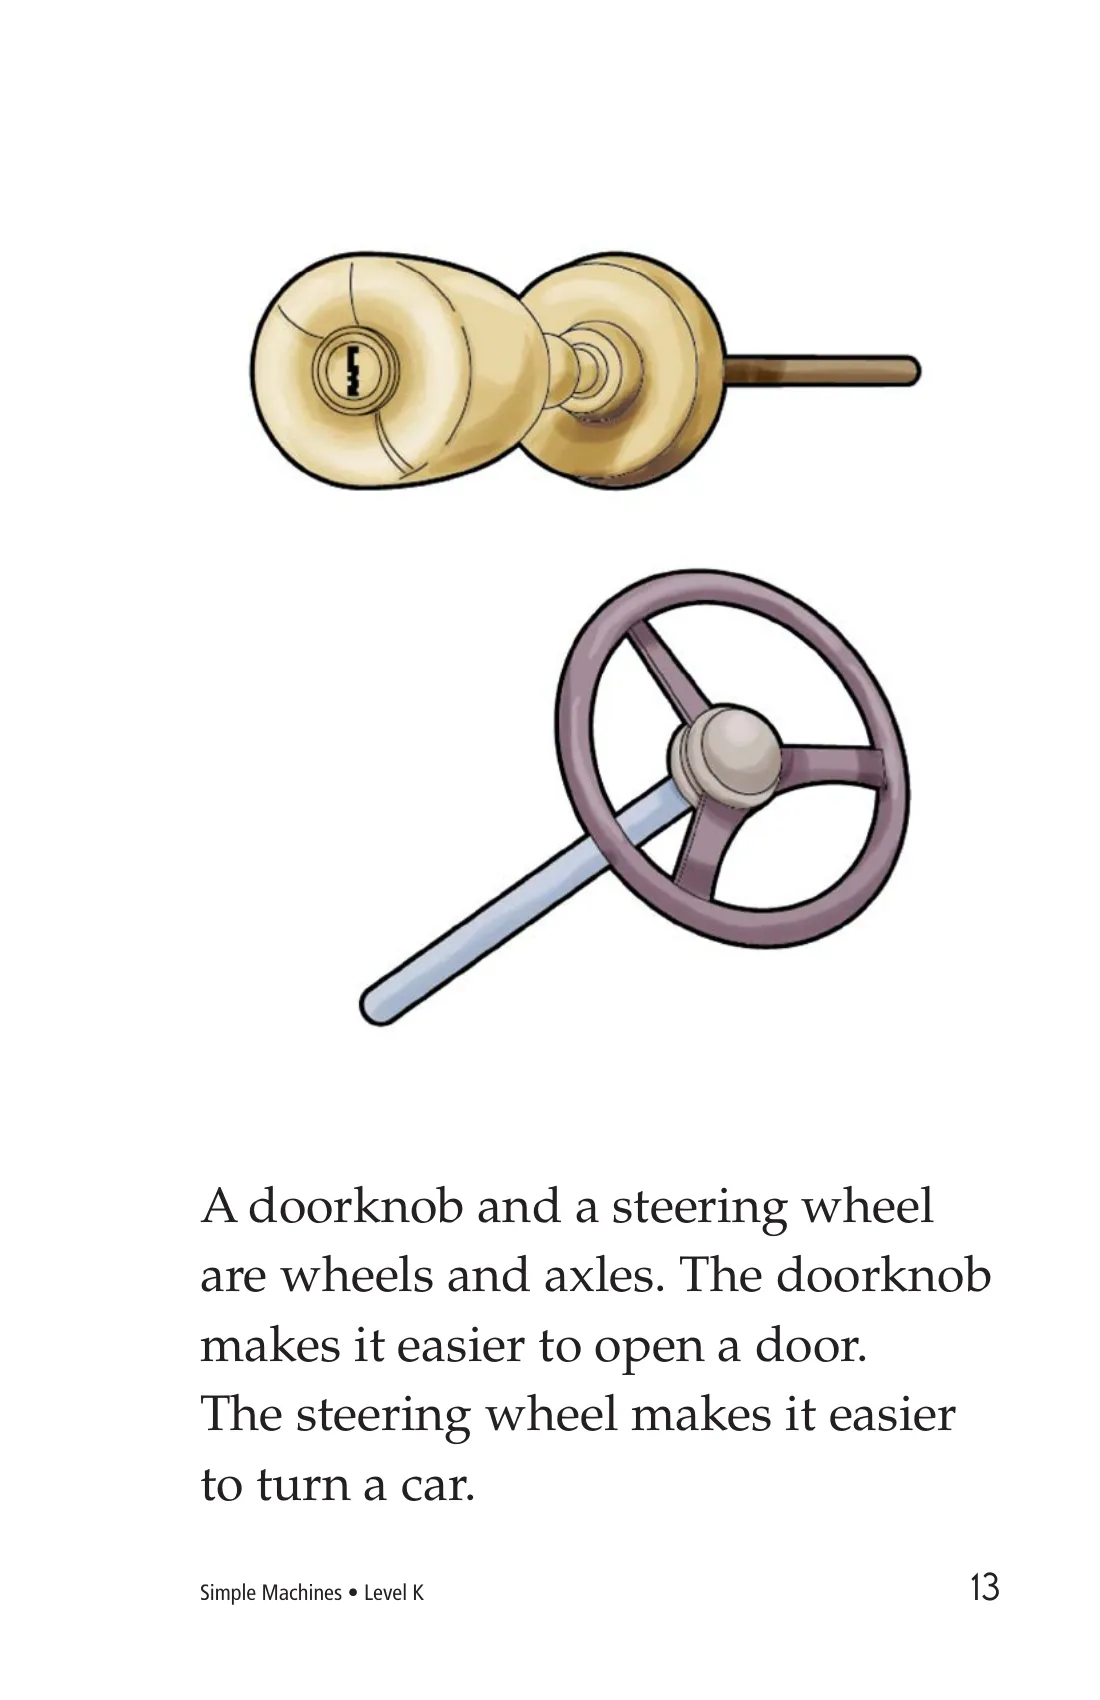 A doorknob and a steering wheel
are wheels and axles. The doorknob
makes it easier to open a door.
The steering wheel makes it easier
to turn a car.
Simple Machines • Level K
13